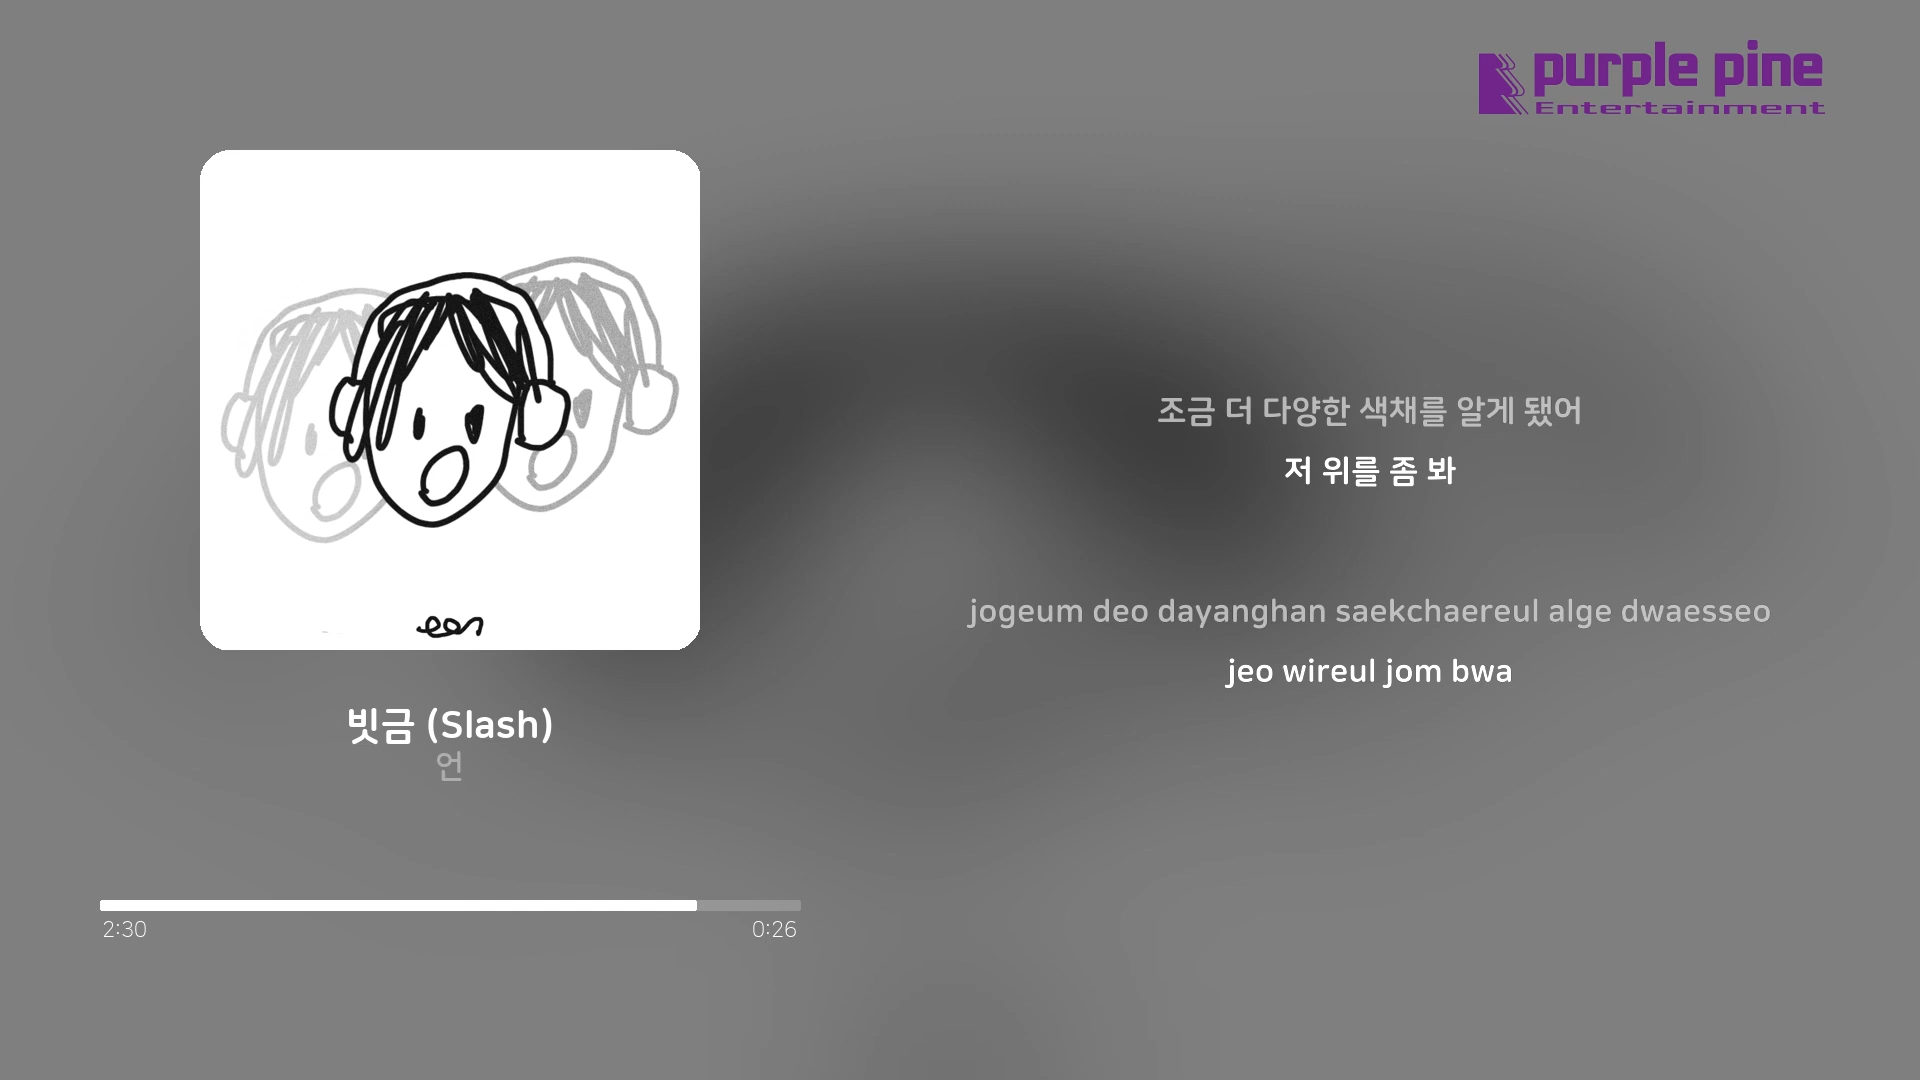 purple pine
Entertainment
een
빗금 (Slash)
언
2:30
0:26
조금 더 다양한 색채를 알게 됐어
저 위를 좀 봐
jogeum deo dayanghan saekchaereul alge dwaesseo
jeo wireul jom bwa